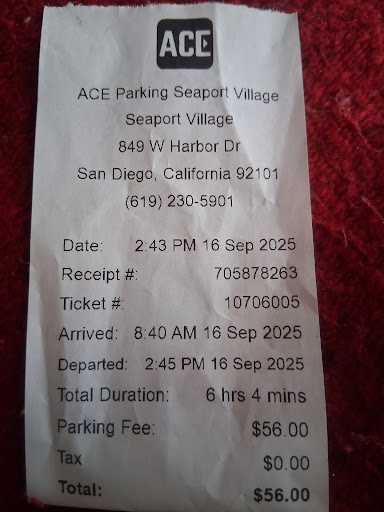 ACE
ACE Parking Seaport Village
Seaport Village
849 W Harbor Dr
San Diego, California 92101
(619) 230-5901
Date: 2:43 PM 16 Sep 2025
Receipt #: 705878263
Ticket #: 10706005
Arrived: 8:40 AM 16 Sep 2025
Departed: 2:45 PM 16 Sep 2025
Total Duration: 6 hrs 4 mins
Parking Fee: $56.00
Tax $0.00
Total: $56.00